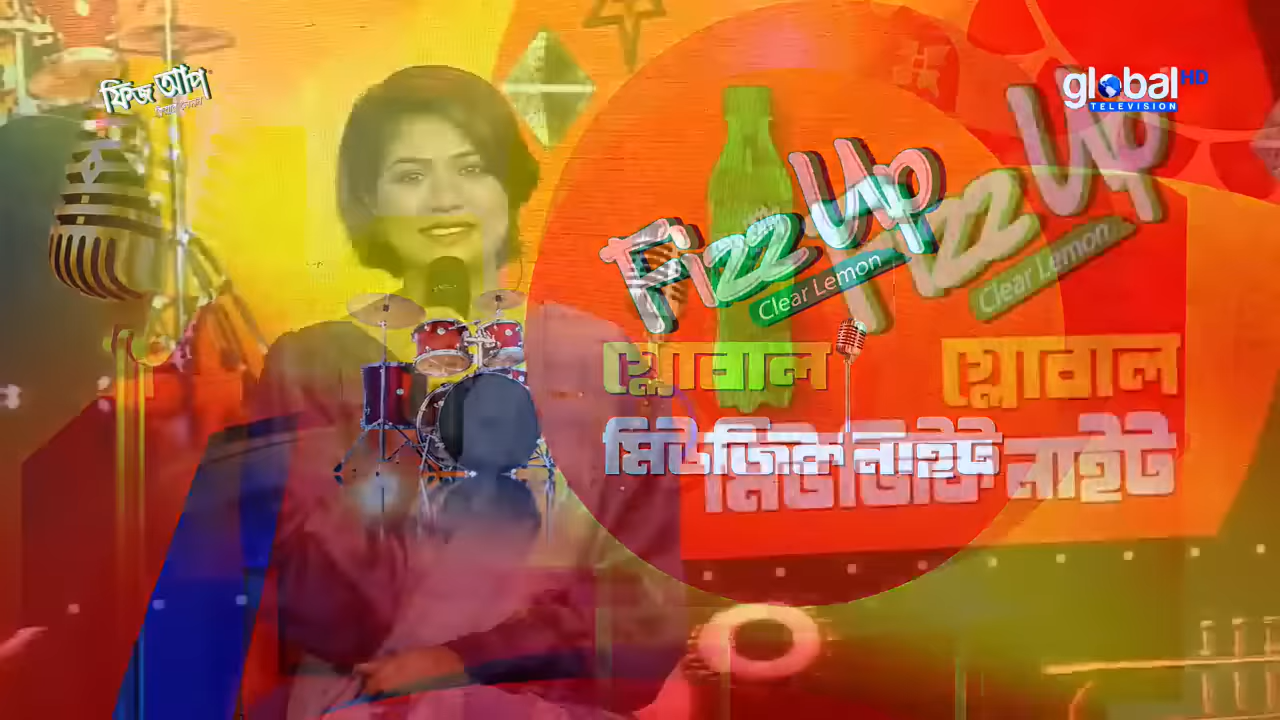 ফিজ আপ
global HD
TELEVISION
Fizz Up
Clear Lemon
গ্লোবাল
মিউজিক নাইট
Fizz Up
Clear Lemon
গ্লোবাল
মিউজিক নাইট